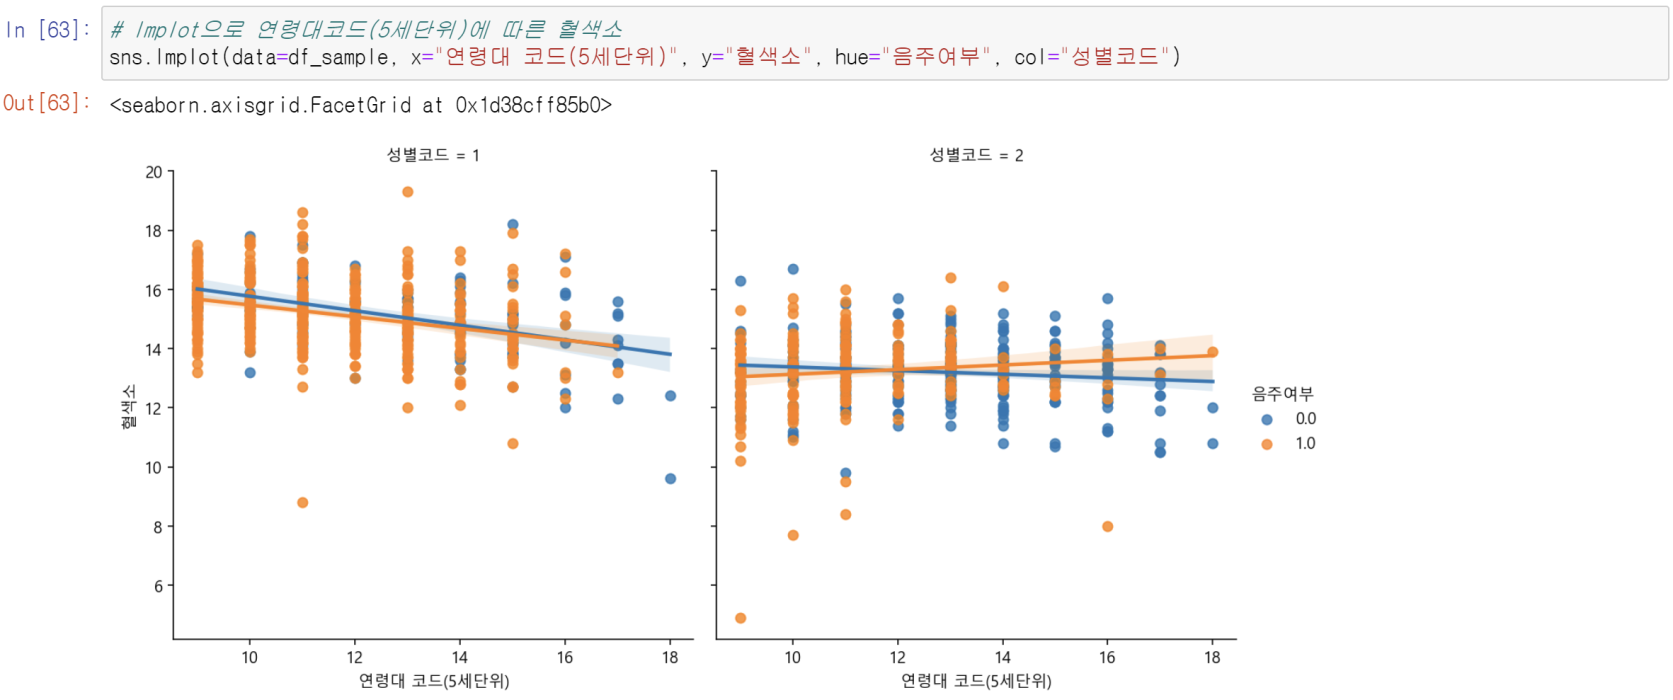 In [63]:
# lmplot으로 연령대코드(5세단위)에 따른 혈색소
sns.lmplot(data=df_sample, x="연령대 코드(5세단위)", y="혈색소", hue="음주여부", col="성별코드")
Out[63]:
<seaborn.axisgrid.FacetGrid at 0x1d38cff85b0>
성별코드 = 1
성별코드 = 2
20
18
16
14
12
10
8
6
혈색소
10 12 14 16 18
연령대 코드(5세단위)
10 12 14 16 18
연령대 코드(5세단위)
음주여부
0.0
1.0